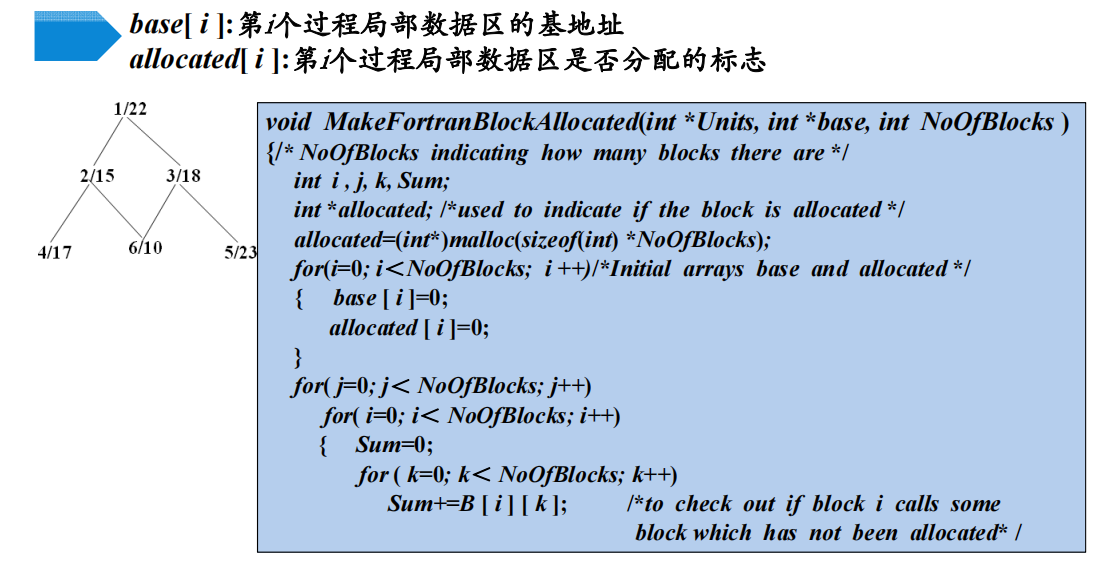 base[ i ]:第i个过程局部数据区的基地址
allocated[ i ]:第i个过程局部数据区是否分配的标志
1/22
2/15
3/18
4/17
6/10
5/23
void MakeFortranBlockAllocated(int *Units, int *base, int NoOfBlocks )
{/* NoOfBlocks indicating how many blocks there are */
int i , j, k, Sum;
int *allocated; /*used to indicate if the block is allocated */
allocated=(int*)malloc(sizeof(int) *NoOfBlocks);
for(i=0; i<NoOfBlocks; i ++)/*Initial arrays base and allocated */
{ base [ i ]=0;
allocated [ i ]=0;
}
for( j=0; j< NoOfBlocks; j++)
for( i=0; i< NoOfBlocks; i++)
{ Sum=0;
for ( k=0; k< NoOfBlocks; k++)
Sum+=B [ i ] [ k ]; /*to check out if block i calls some
block which has not been allocated* /